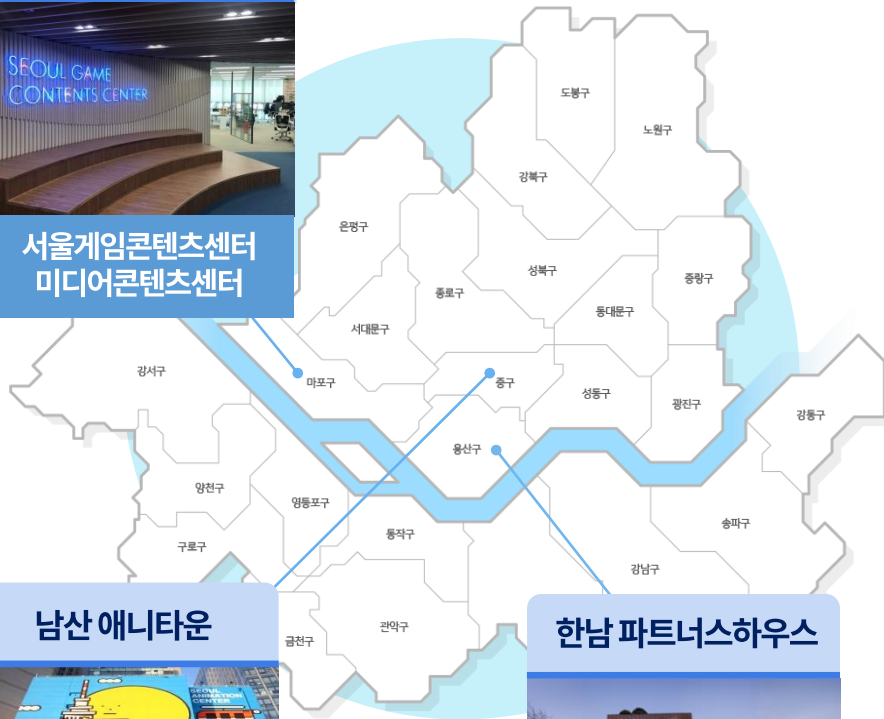 SEOUL GAME
CONTENTS CENTER
서울게임콘텐츠센터
미디어콘텐츠센터
도봉구
노원구
강북구
은평구
성북구
중랑구
종로구
동대문구
서대문구
강서구
마포구
중구
성동구
광진구
강동구
용산구
양천구
영등포구
송파구
동작구
구로구
강남구
관악구
금천구
남산 애니타운
한남 파트너스하우스
SEOUL
ANIMATION
CENTER